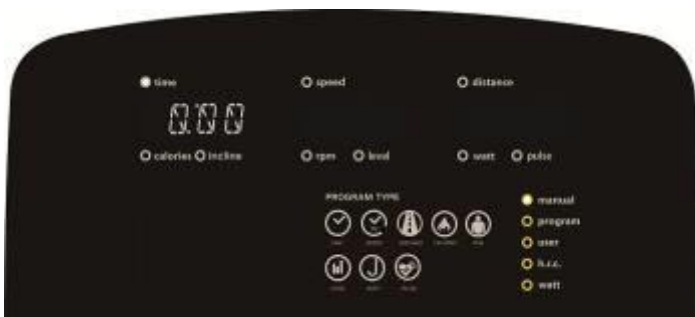 time speed distance
0:00
calories incline rpm level watt pulse
PROGRAM TYPE
manual
program
user
h.r.c.
watt